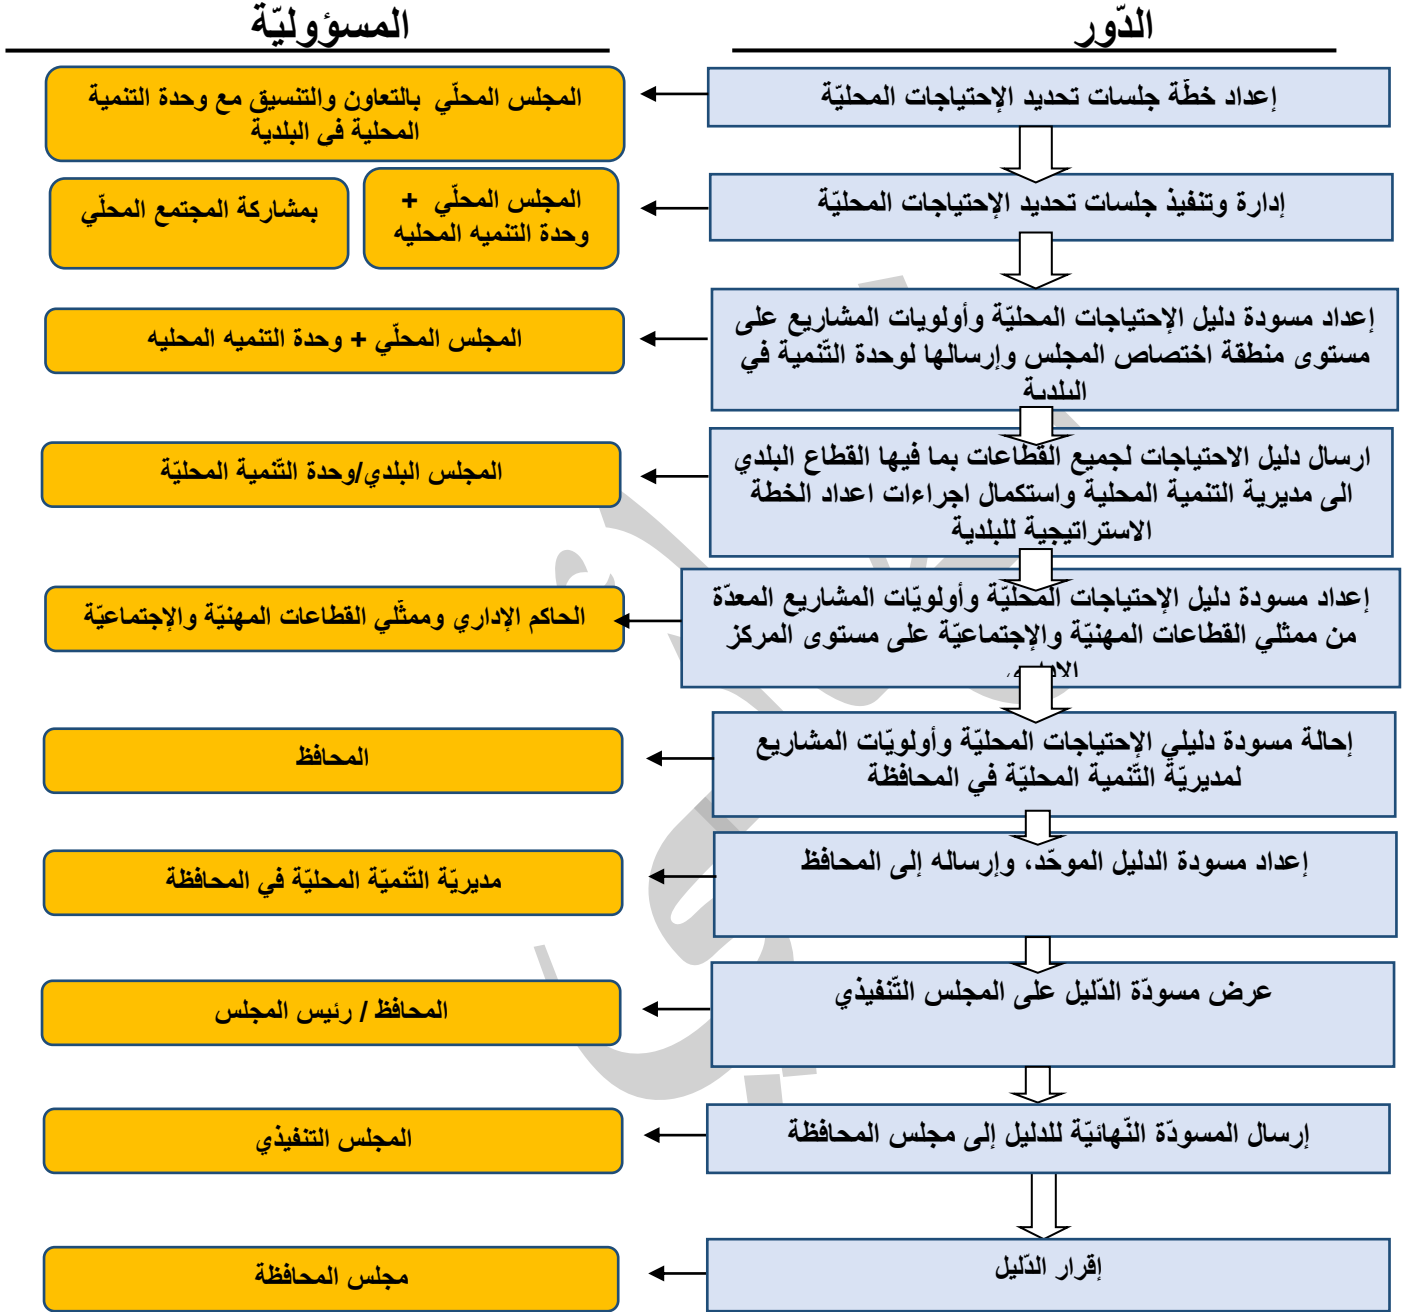 الدّور
المسؤوليّة
إعداد خطّة جلسات تحديد الإحتياجات المحليّة
المجلس المحلّي بالتعاون والتنسيق مع وحدة التنمية
المحلية في البلدية
إدارة وتنفيذ جلسات تحديد الإحتياجات المحليّة
المجلس المحلّي +
وحدة التنميه المحليه
بمشاركة المجتمع المحلّي
إعداد مسودة دليل الإحتياجات المحليّة وأولويات المشاريع على
مستوى منطقة اختصاص المجلس وإرسالها لوحدة التّنمية في
البلدية
المجلس المحلّي + وحدة التنميه المحليه
ارسال دليل الاحتياجات لجميع القطاعات بما فيها القطاع البلدي
الى مديرية التنمية المحلية واستكمال اجراءات اعداد الخطة
الاستراتيجية للبلدية
المجلس البلدي/وحدة التّنمية المحليّة
إعداد مسودة دليل الإحتياجات المحليّة وأولويّات المشاريع المعدّة
من ممثلي القطاعات المهنيّة والإجتماعيّة على مستوى المركز
الحاكم الإداري وممثّلي القطاعات المهنيّة والإجتماعيّة
إحالة مسودة دليلي الإحتياجات المحليّة وأولويّات المشاريع
لمديريّة التّنمية المحليّة في المحافظة
المحافظ
إعداد مسودة الدليل الموحّد، وإرساله إلى المحافظ
مديريّة التّنميّة المحليّة في المحافظة
عرض مسودّة الدّليل على المجلس التّنفيذي
المحافظ / رئيس المجلس
إرسال المسودّة النّهائيّة للدليل إلى مجلس المحافظة
المجلس التنفيذي
إقرار الدّليل
مجلس المحافظة